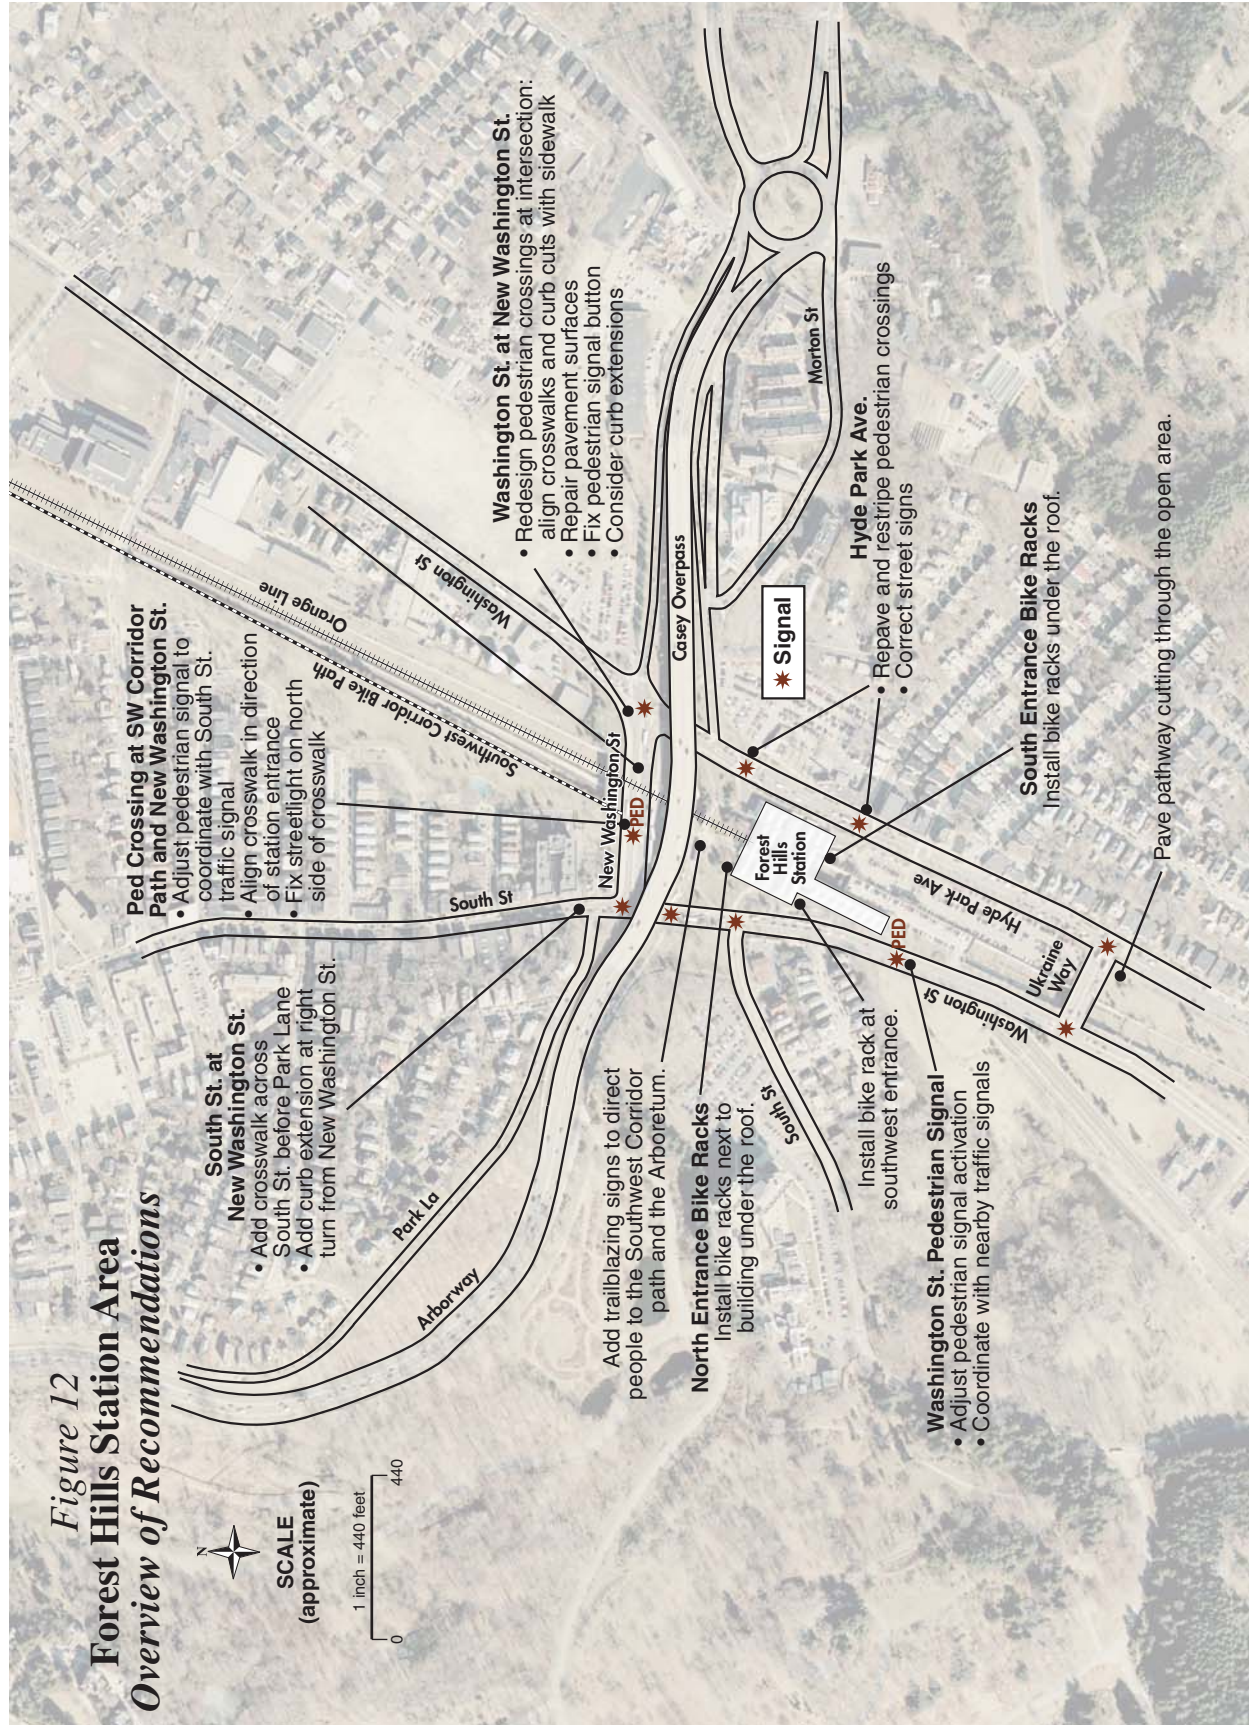 Figure 12
Forest Hills Station Area
Overview of Recommendations
N
SCALE
(approximate)
1 inch = 440 feet
0
440
South St. at
New Washington St.
• Add crosswalk across
South St. before Park Lane
• Add curb extension at right
turn from New Washington St.
Ped Crossing at SW Corridor
Path and New Washington St.
• Adjust pedestrian signal to
coordinate with South St.
traffic signal
• Align crosswalk in direction
of station entrance
• Fix streetlight on north
side of crosswalk
Washington St. at New Washington St.
• Redesign pedestrian crossings at intersection:
align crosswalks and curb cuts with sidewalk
• Repair pavement surfaces
• Fix pedestrian signal button
• Consider curb extensions
Orange Line
Southwest Corridor Bike Path
Washington St
South St
New Washington St
PED
Park La
Arborway
Casey Overpass
Morton St
Signal
Hyde Park Ave.
• Repave and restripe pedestrian crossings
• Correct street signs
Forest
Hills
Station
Add trailblazing signs to direct
people to the Southwest Corridor
path and the Arboretum.
North Entrance Bike Racks
Install bike racks next to
building under the roof.
South St
Install bike rack at
southwest entrance.
PED
Washington St
Hyde Park Ave
Ukraine
Way
Washington St. Pedestrian Signal
• Adjust pedestrian signal activation
• Coordinate with nearby traffic signals
South Entrance Bike Racks
Install bike racks under the roof.
Pave pathway cutting through the open area.